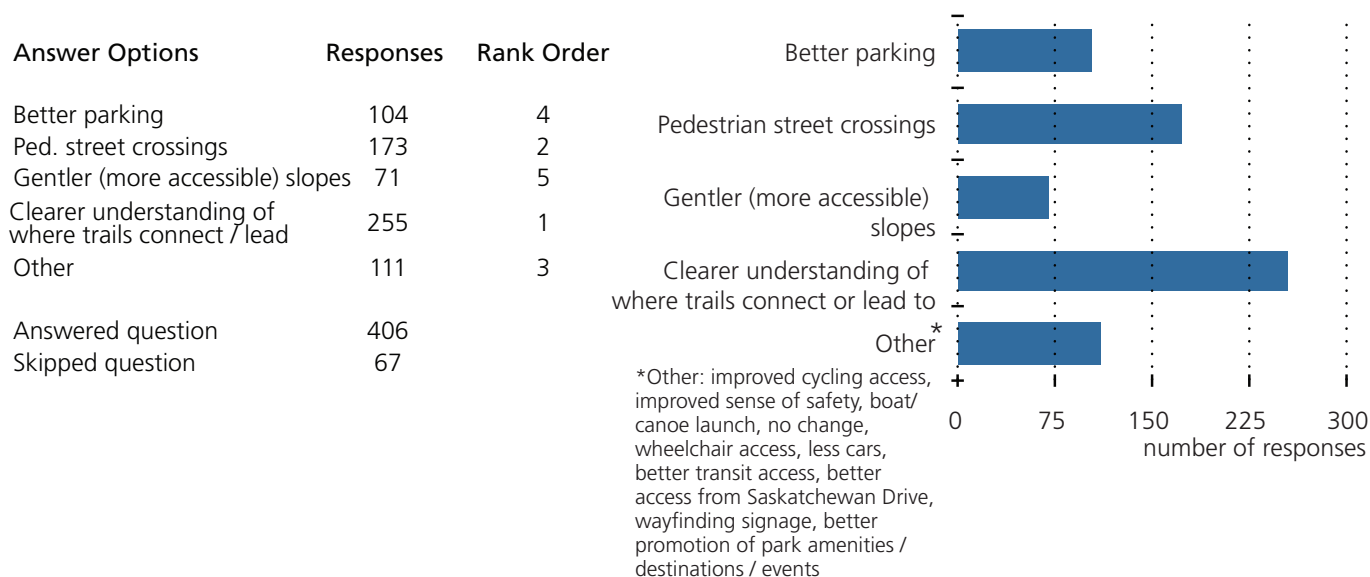 Answer Options Responses Rank Order
Better parking 104 4
Ped. street crossings 173 2
Gentler (more accessible) slopes 71 5
Clearer understanding of
where trails connect / lead 255 1
Other 111 3
Answered question 406
Skipped question 67
Better parking
Pedestrian street crossings
Gentler (more accessible)
slopes
Clearer understanding of
where trails connect or lead to
Other*
*Other: improved cycling access,
improved sense of safety, boat/
canoe launch, no change,
wheelchair access, less cars,
better transit access, better
access from Saskatchewan Drive,
wayfinding signage, better
promotion of park amenities /
destinations / events
0 75 150 225 300
number of responses